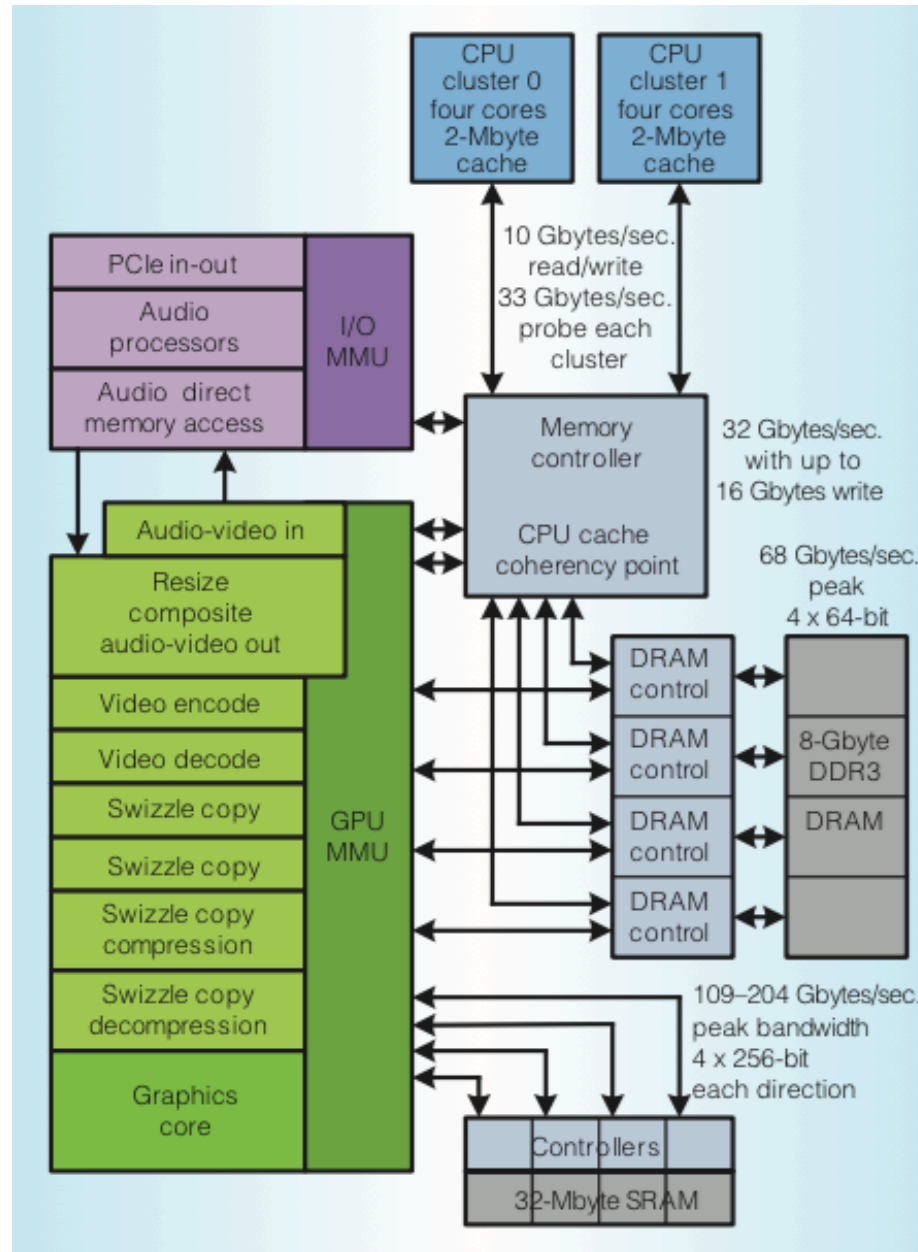 CPU
cluster 0
four cores
2-Mbyte
cache
CPU
cluster 1
four cores
2-Mbyte
cache
10 Gbytes/sec.
read/write
33 Gbytes/sec.
probe each
cluster
PCIe in-out
Audio
processors
Audio direct
memory access
I/O
MMU
Memory
controller
CPU cache
coherency point
32 Gbytes/sec.
with up to
16 Gbytes write
68 Gbytes/sec.
peak
4 x 64-bit
Audio-video in
Resize
composite
audio-video out
Video encode
Video decode
Swizzle copy
Swizzle copy
Swizzle copy
compression
Swizzle copy
decompression
Graphics
core
GPU
MMU
DRAM
control
DRAM
control
DRAM
control
DRAM
control
8-Gbyte
DDR3
DRAM
109–204 Gbytes/sec.
peak bandwidth
4 x 256-bit
each direction
Controllers
32-Mbyte SRAM